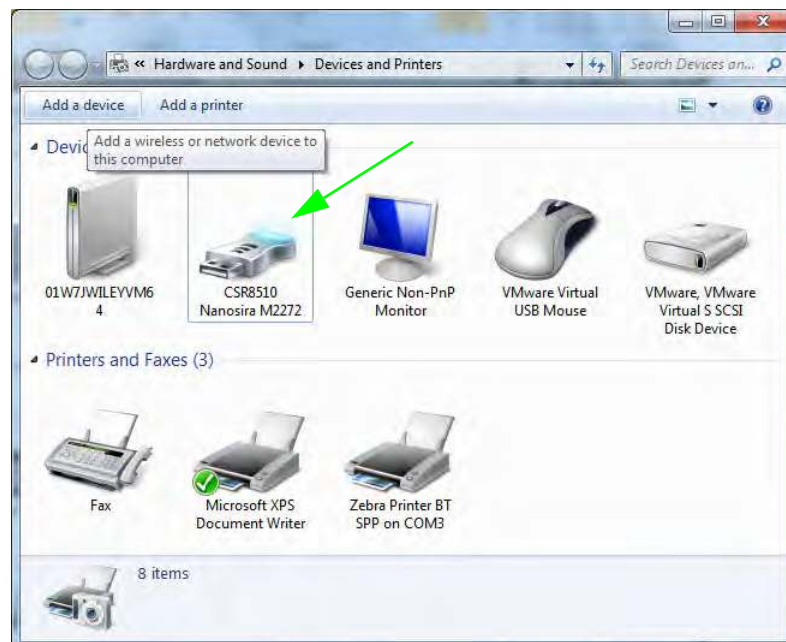 « Hardware and Sound ▸ Devices and Printers
Search Devices an...
Add a device
Add a printer
Devic
Add a wireless or network device to
this computer
01W7JWILEYVM6
4
CSR8510
Nanosira M2272
Generic Non-PnP
Monitor
VMware Virtual
USB Mouse
VMware, VMware
Virtual S SCSI
Disk Device
Printers and Faxes (3)
Fax
Microsoft XPS
Document Writer
Zebra Printer BT
SPP on COM3
8 items